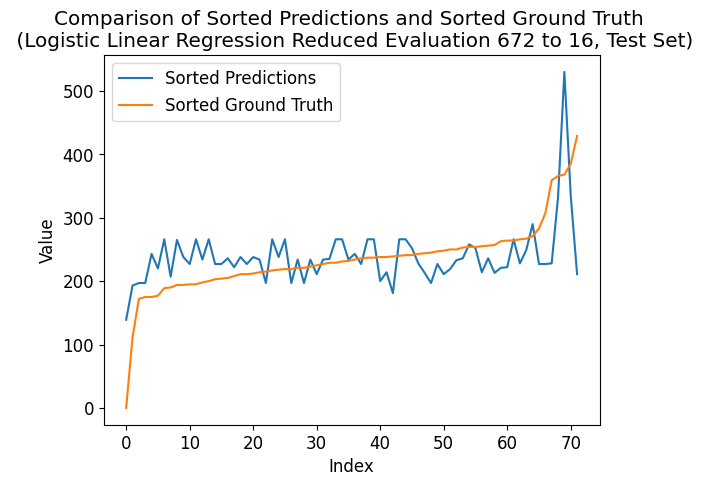 Comparison of Sorted Predictions and Sorted Ground Truth
(Logistic Linear Regression Reduced Evaluation 672 to 16, Test Set)
Sorted Predictions
Sorted Ground Truth
500
400
300
200
100
0
Value
0 10 20 30 40 50 60 70
Index